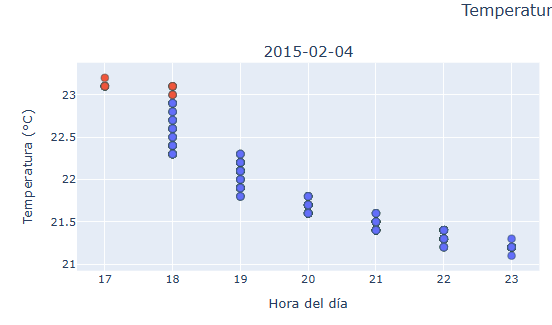 Temperatur
2015-02-04
Temperatura (°C)
23
22.5
22
21.5
21
17 18 19 20 21 22 23
Hora del día